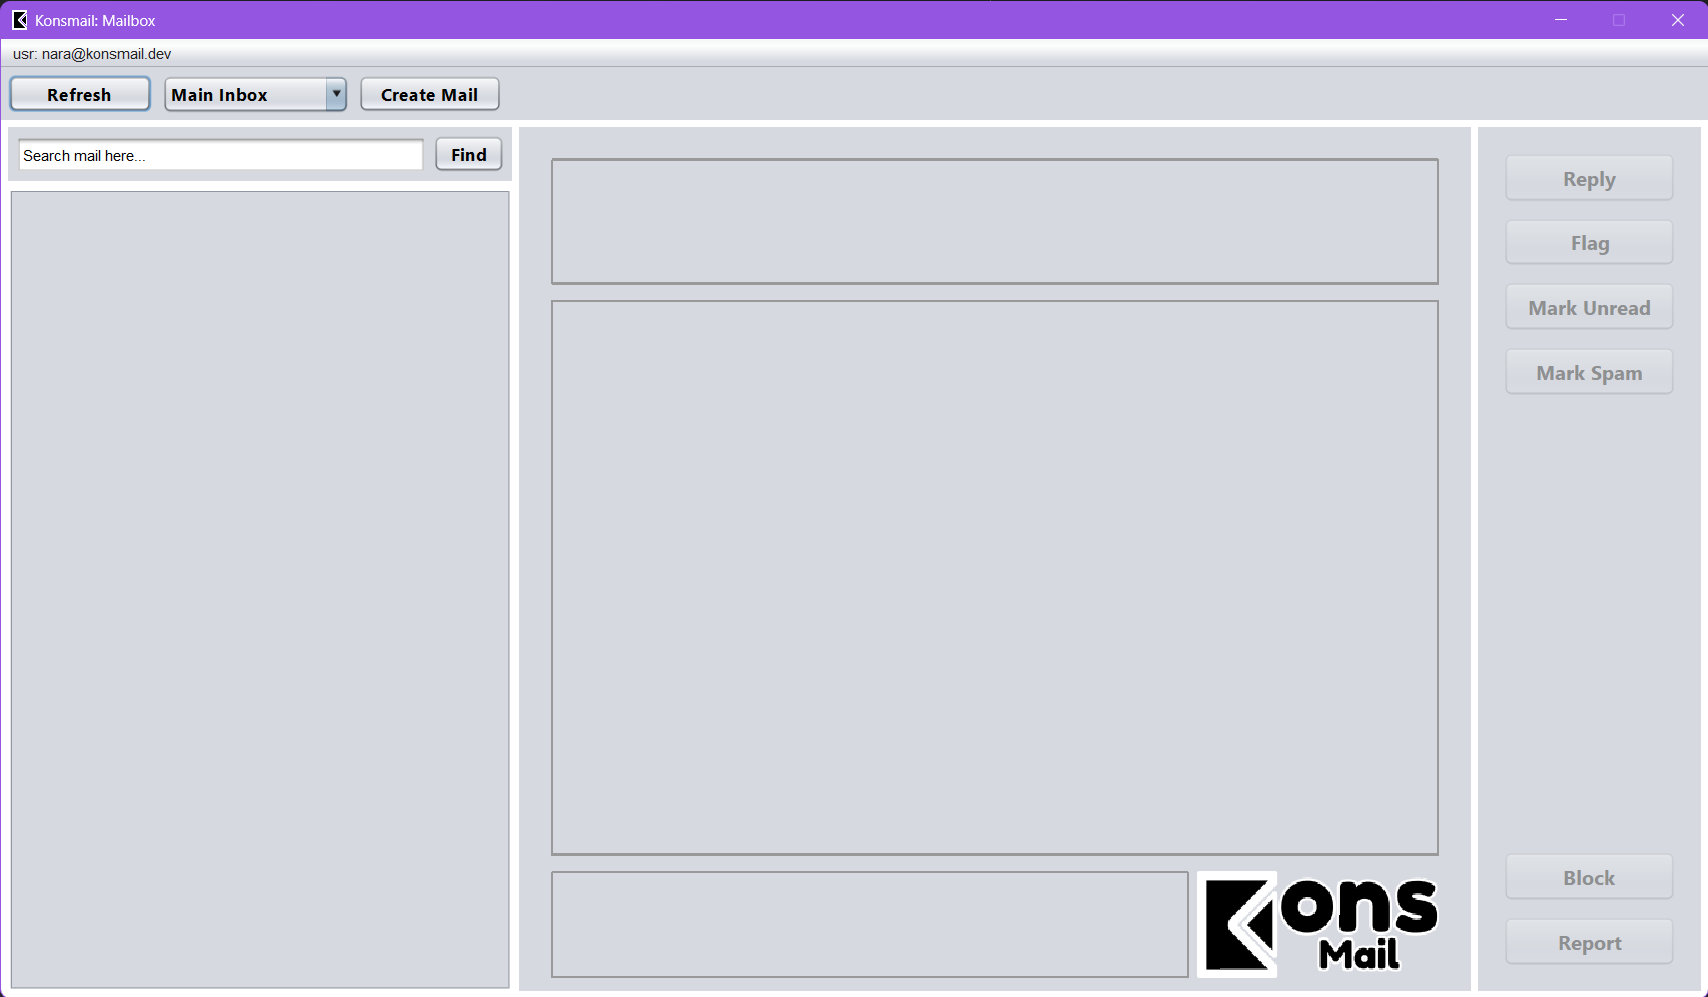 Konsmail: Mailbox
usr: nara@konsmail.dev
Refresh
Main Inbox
Create Mail
Search mail here...
Find
Reply
Flag
Mark Unread
Mark Spam
Block
Report
Kons
Mail